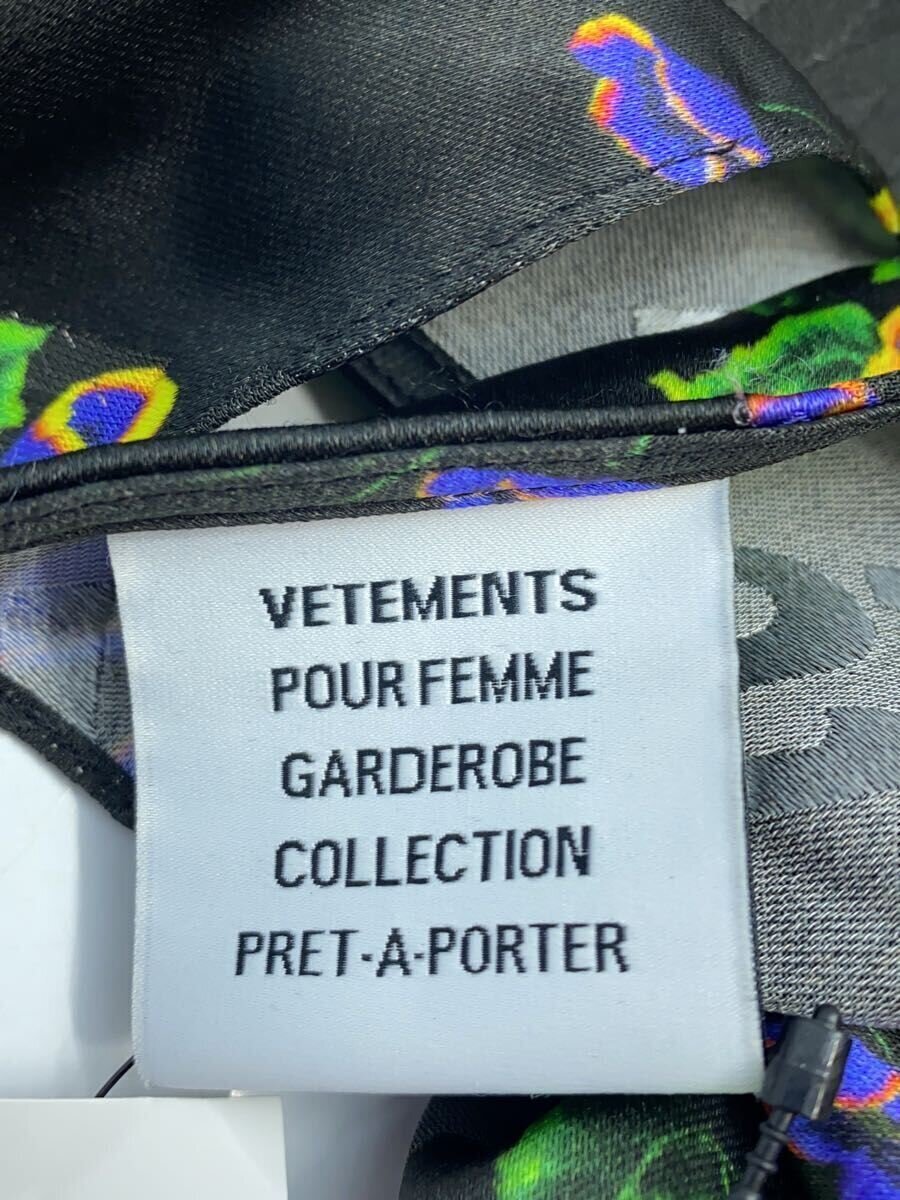 VETEMENTS
POUR FEMME
GARDEROBE
COLLECTION
PRET-A-PORTER